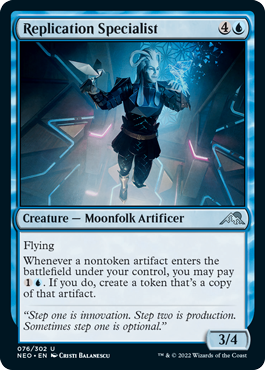 Replication Specialist 4
Creature — Moonfolk Artificer
Flying
Whenever a nontoken artifact enters the
battlefield under your control, you may pay
1 . If you do, create a token that's a copy
of that artifact.
"Step one is innovation. Step two is production.
Sometimes step one is optional."
3/4
076/302 U
NEO • EN Cristi Balanescu
™ & © 2022 Wizards of the Coast